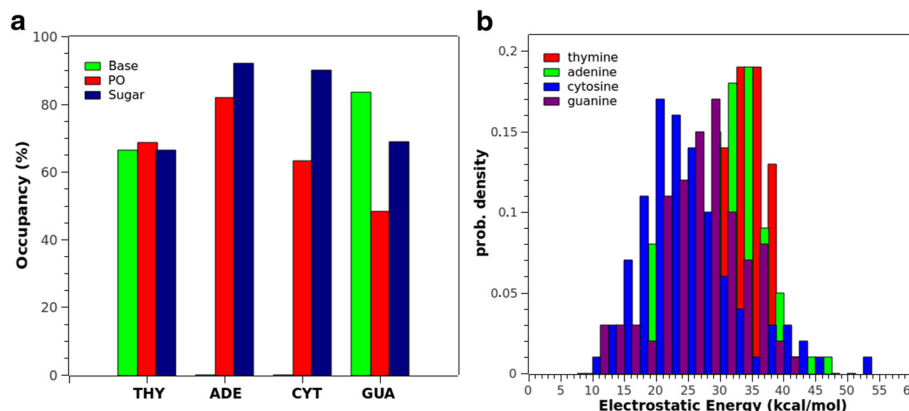 a
100
80
60
40
20
0
Occupancy (%)
Base
PO
Sugar
THY ADE CYT GUA
b
0.2
0.15
0.1
0.05
0
prob. density
thymine
adenine
cytosine
guanine
0 5 10 15 20 25 30 35 40 45 50 55 6
Electrostatic Energy (kcal/mol)